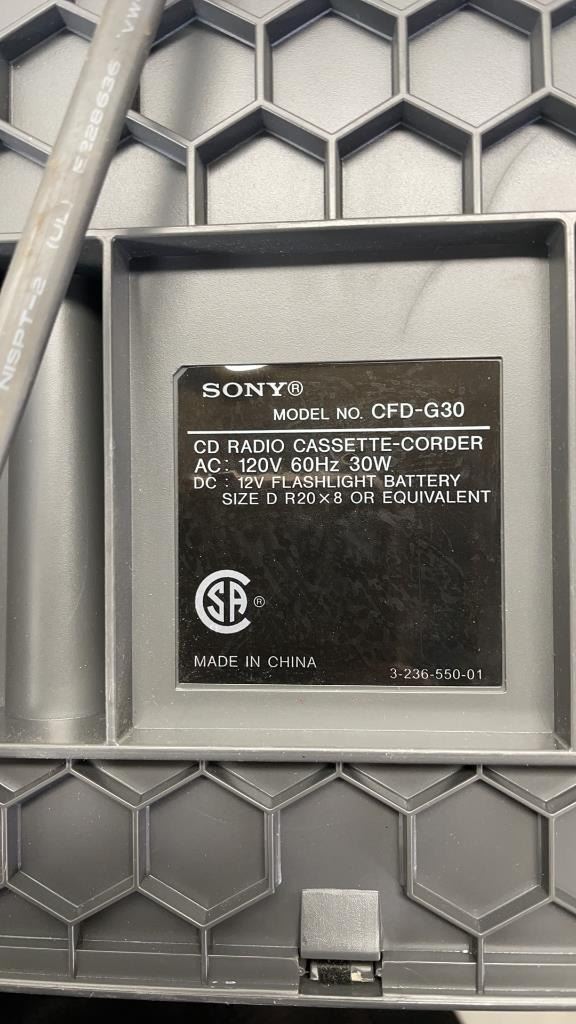 NISPT-2 (UL) E228636 VW
SONY®
MODEL NO. CFD-G30
CD RADIO CASSETTE-CORDER
AC: 120V 60Hz 30W
DC : 12V FLASHLIGHT BATTERY
SIZE D R20×8 OR EQUIVALENT
CSA®
MADE IN CHINA
3-236-550-01